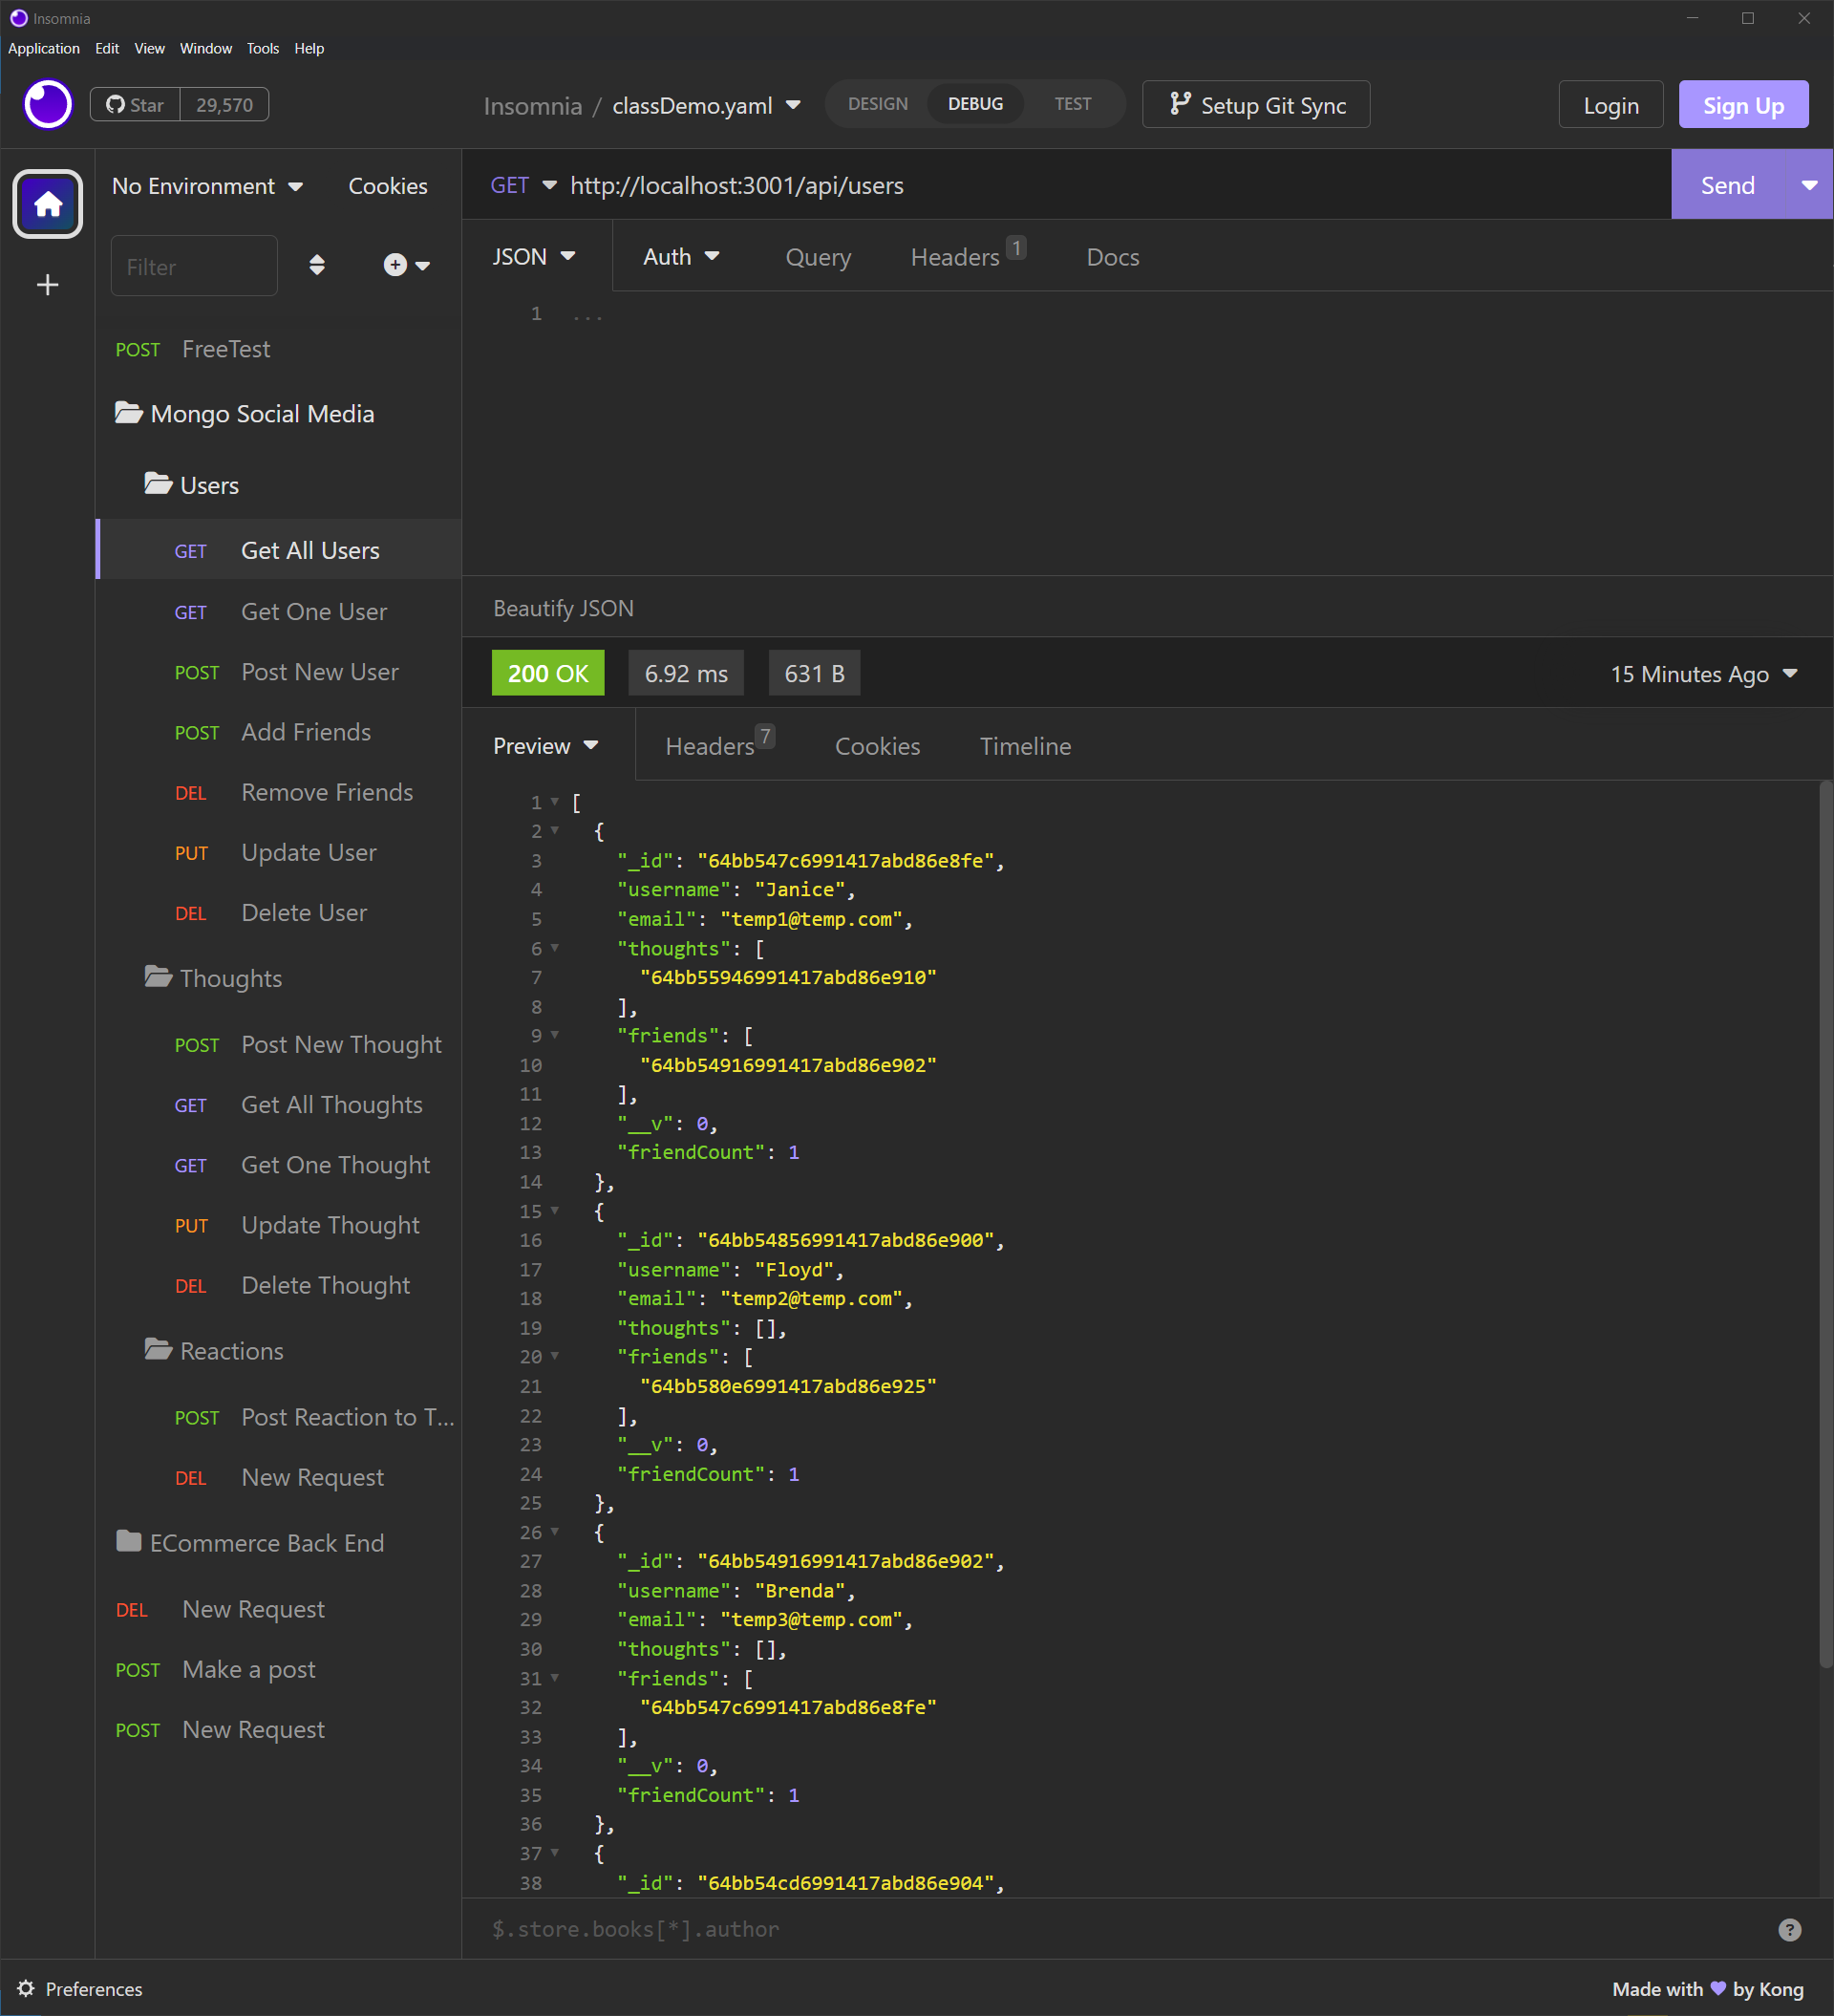 Insomnia
Application Edit View Window Tools Help
Star 29,570
Insomnia / classDemo.yaml
DESIGN DEBUG TEST
Setup Git Sync
Login
Sign Up
No Environment
Cookies
Filter
POST FreeTest
Mongo Social Media
Users
GET Get All Users
GET Get One User
POST Post New User
POST Add Friends
DEL Remove Friends
PUT Update User
DEL Delete User
Thoughts
POST Post New Thought
GET Get All Thoughts
GET Get One Thought
PUT Update Thought
DEL Delete Thought
Reactions
POST Post Reaction to T...
DEL New Request
ECommerce Back End
DEL New Request
POST Make a post
POST New Request
GET http://localhost:3001/api/users
Send
JSON Auth Query Headers 1 Docs
1 ...
Beautify JSON
200 OK 6.92 ms 631 B
15 Minutes Ago
Preview Headers 7 Cookies Timeline
1 [
2 {
3 "_id": "64bb547c6991417abd86e8fe",
4 "username": "Janice",
5 "email": "temp1@temp.com",
6 "thoughts": [
7 "64bb55946991417abd86e910"
8 ],
9 "friends": [
10 "64bb54916991417abd86e902"
11 ],
12 "__v": 0,
13 "friendCount": 1
14 },
15 {
16 "_id": "64bb54856991417abd86e900",
17 "username": "Floyd",
18 "email": "temp2@temp.com",
19 "thoughts": [],
20 "friends": [
21 "64bb580e6991417abd86e925"
22 ],
23 "__v": 0,
24 "friendCount": 1
25 },
26 {
27 "_id": "64bb54916991417abd86e902",
28 "username": "Brenda",
29 "email": "temp3@temp.com",
30 "thoughts": [],
31 "friends": [
32 "64bb547c6991417abd86e8fe"
33 ],
34 "__v": 0,
35 "friendCount": 1
36 },
37 {
38 "_id": "64bb54cd6991417abd86e904",
$.store.books[*].author
?
Preferences
Made with 💜 by Kong